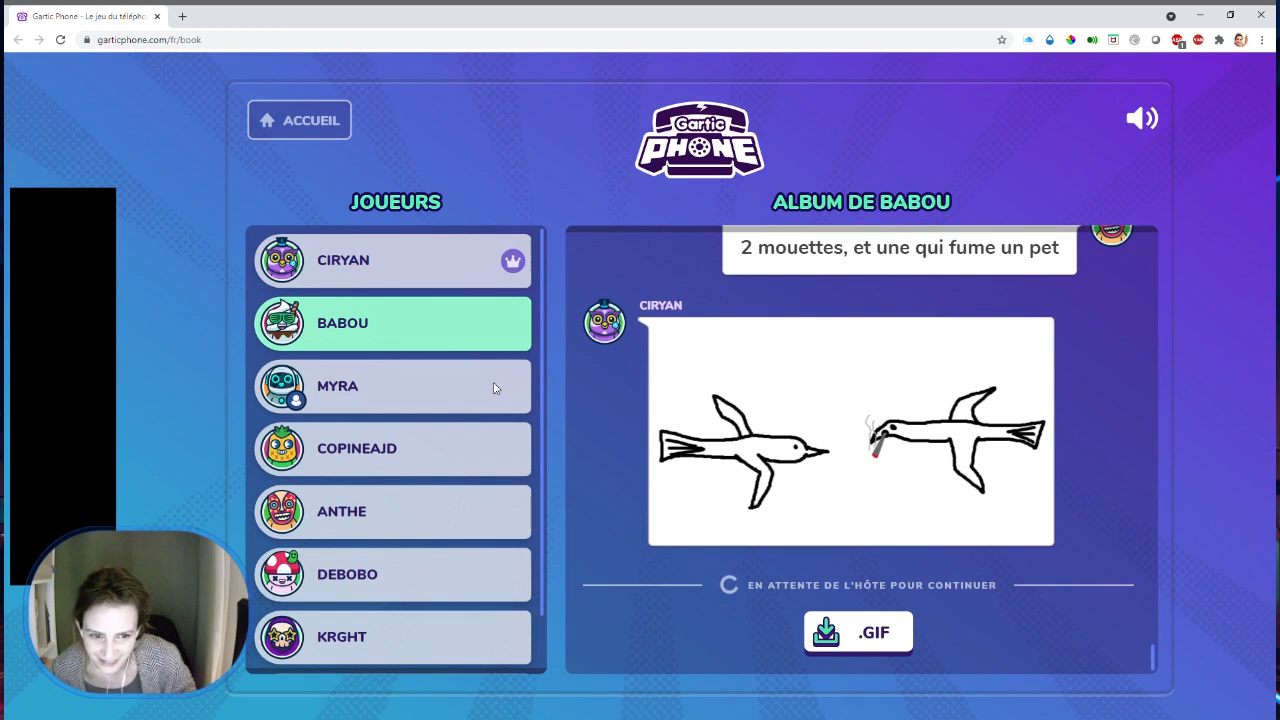 Gartic Phone - Le jeu du télépho
garticphone.com/fr/book
ACCUEIL
Gartic
PHONE
JOUEURS
ALBUM DE BABOU
CIRYAN
BABOU
MYRA
COPINEAJD
ANTHE
DEBOBO
KRGHT
2 mouettes, et une qui fume un pet
CIRYAN
EN ATTENTE DE L'HÔTE POUR CONTINUER
.GIF